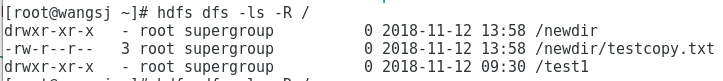 [root@wangsj ~]# hdfs dfs -ls -R /
drwxr-xr-x   - root supergroup          0 2018-11-12 13:58 /newdir
-rw-r--r--   3 root supergroup          0 2018-11-12 13:58 /newdir/testcopy.txt
drwxr-xr-x   - root supergroup          0 2018-11-12 09:30 /test1